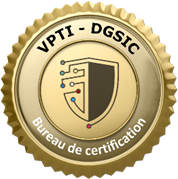 VPTI - DGSIC
Bureau de certification